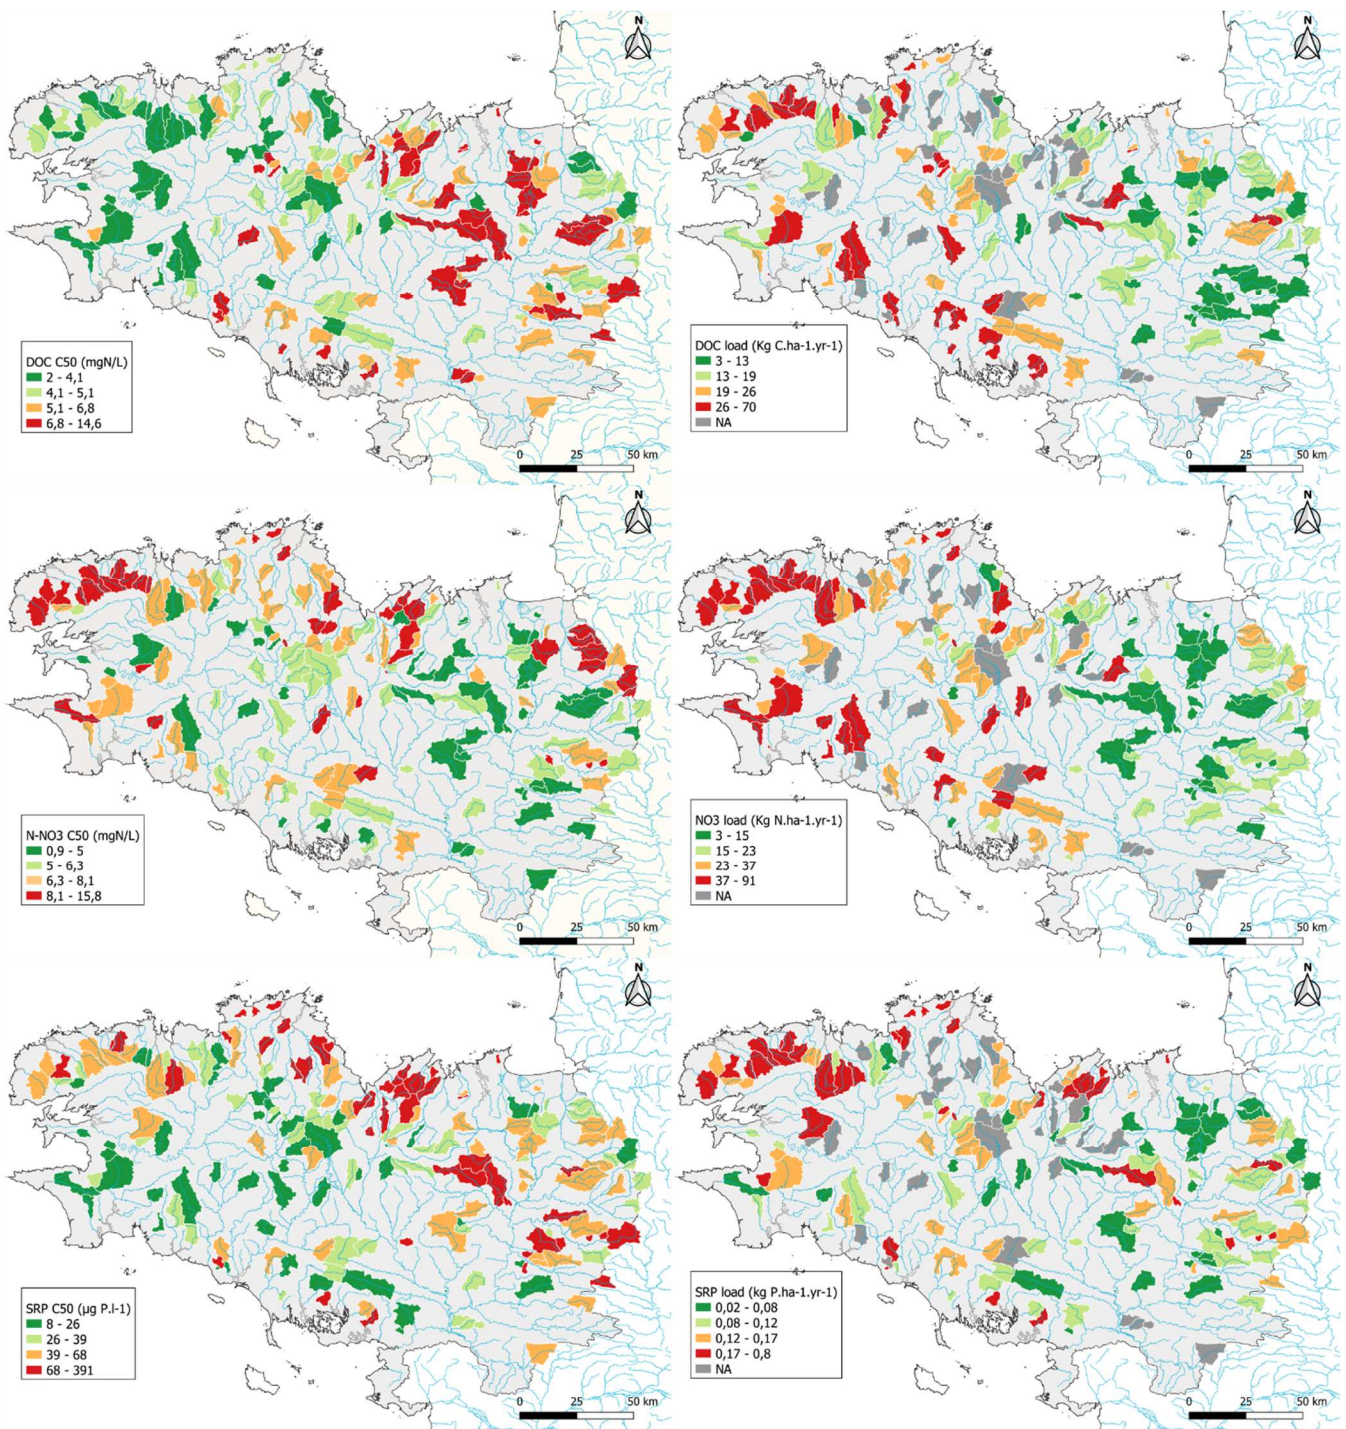 N
N
DOC C50 (mgN/L)
2 - 4,1
4,1 - 5,1
5,1 - 6,8
6,8 - 14,6
0 25 50 km
DOC load (Kg C.ha-1.yr-1)
3 - 13
13 - 19
19 - 26
26 - 70
NA
0 25 50 km
N
N
N-NO3 C50 (mgN/L)
0,9 - 5
5 - 6,3
6,3 - 8,1
8,1 - 15,8
0 25 50 km
NO3 load (Kg N.ha-1.yr-1)
3 - 15
15 - 23
23 - 37
37 - 91
NA
0 25 50 km
N
N
SRP C50 (µg P.l-1)
8 - 26
26 - 39
39 - 68
68 - 391
0 25 50 km
SRP load (kg P.ha-1.yr-1)
0,02 - 0,08
0,08 - 0,12
0,12 - 0,17
0,17 - 0,8
NA
0 25 50 km